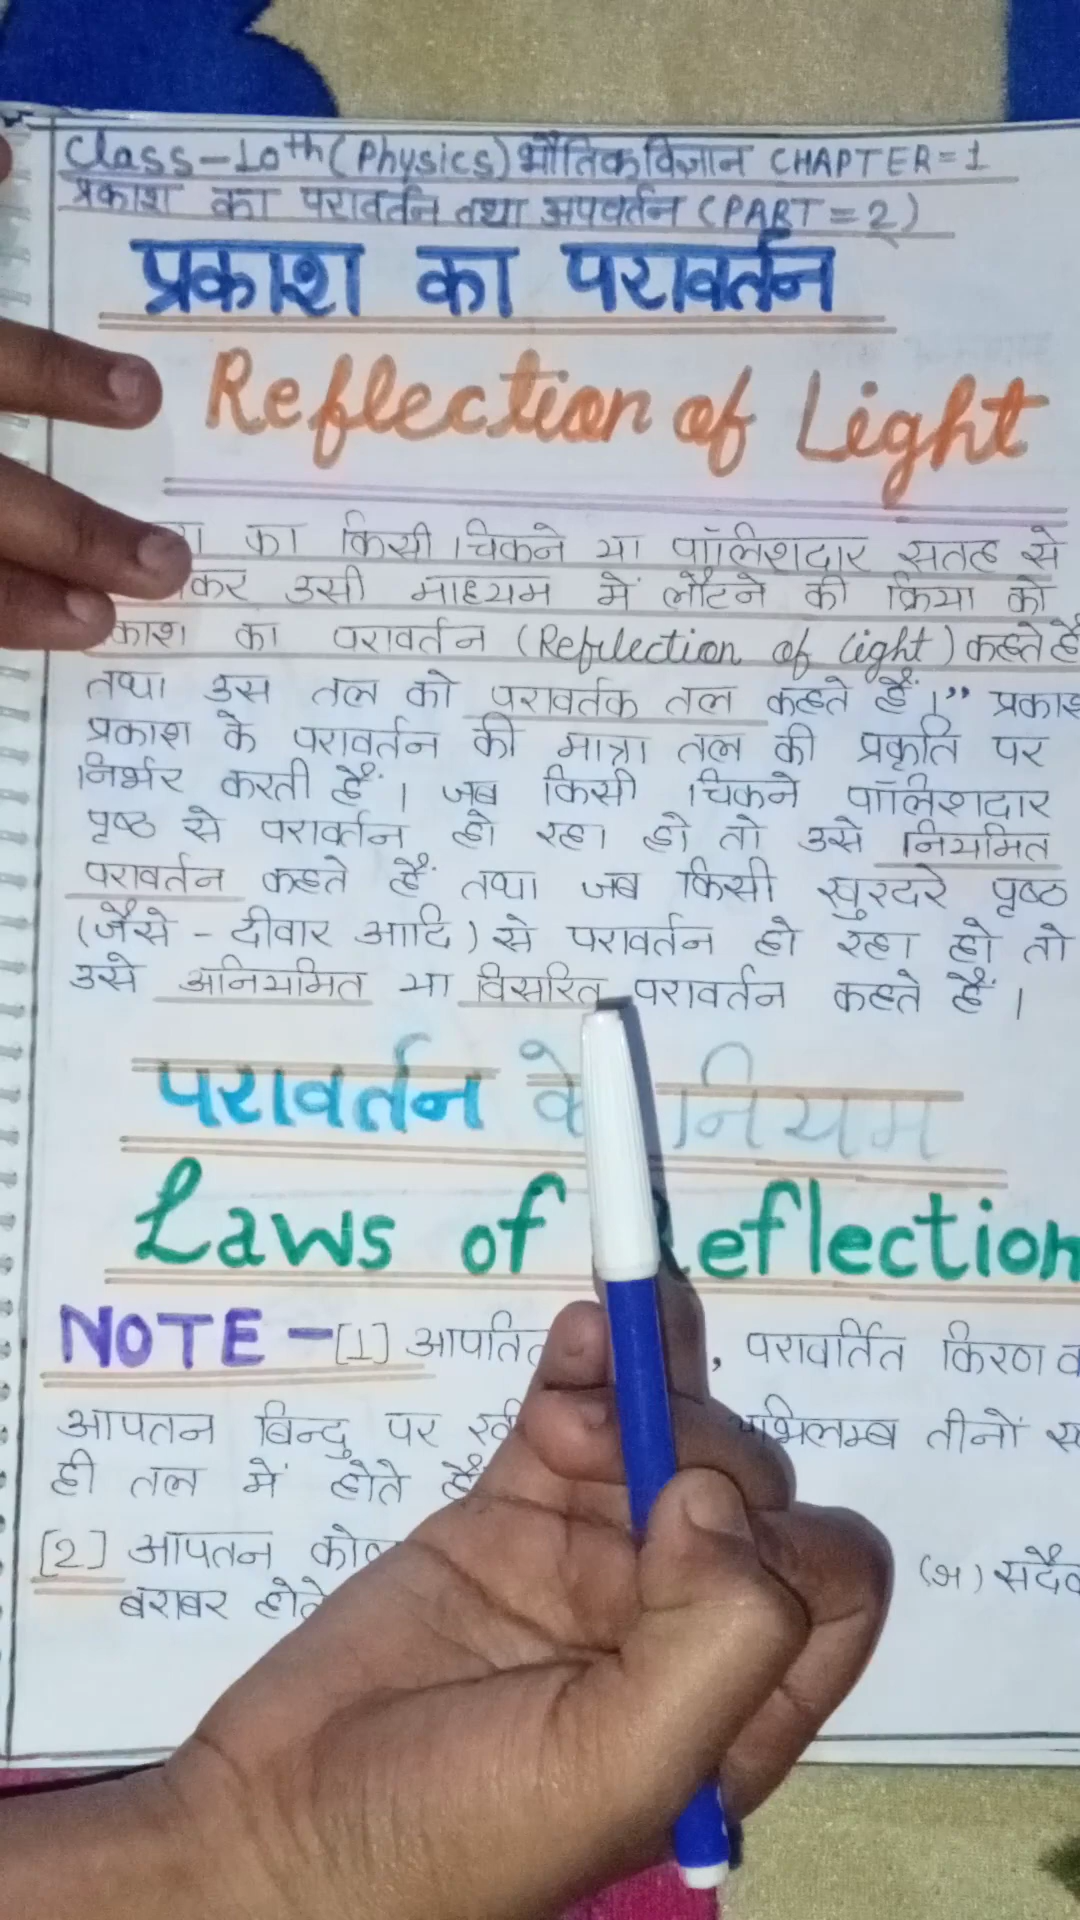 Class-10th (Physics) भौतिक विज्ञान CHAPTER=1
प्रकाश का परावर्तन तथा अपवर्तन (PART=2)
प्रकाश का परावर्तन
Reflection of Light
का किसी चिकने या पॉलिशदार सतह से
कर उसी माध्यम में लौटने की क्रिया को
काश का परावर्तन (Refilection of light) कहते है
तथा उस तल को परावर्तक तल कहते हैं।" प्रकाश
प्रकाश के परावर्तन की मात्रा तल की प्रकृति पर
निर्भर करती हैं। जब किसी चिकने पॉलिशदार
पृष्ठ से परावर्तन हो रहा हो तो उसे नियमित
परावर्तन कहते हैं तथा जब किसी खुरदरे पृष्ठ
(जैसे - दीवार आदि) से परावर्तन हो रहा हो तो
उसे अनियमित या विसरित परावर्तन कहते हैं।
परावर्तन के नियम
Laws of Reflection
NOTE -[1] आपतित , परावर्तित किरण
आपतन बिन्दु पर अभिलम्ब तीनों
ही तल में होते हैं
[2] आपतन (अ) सदैव
बराबर होते